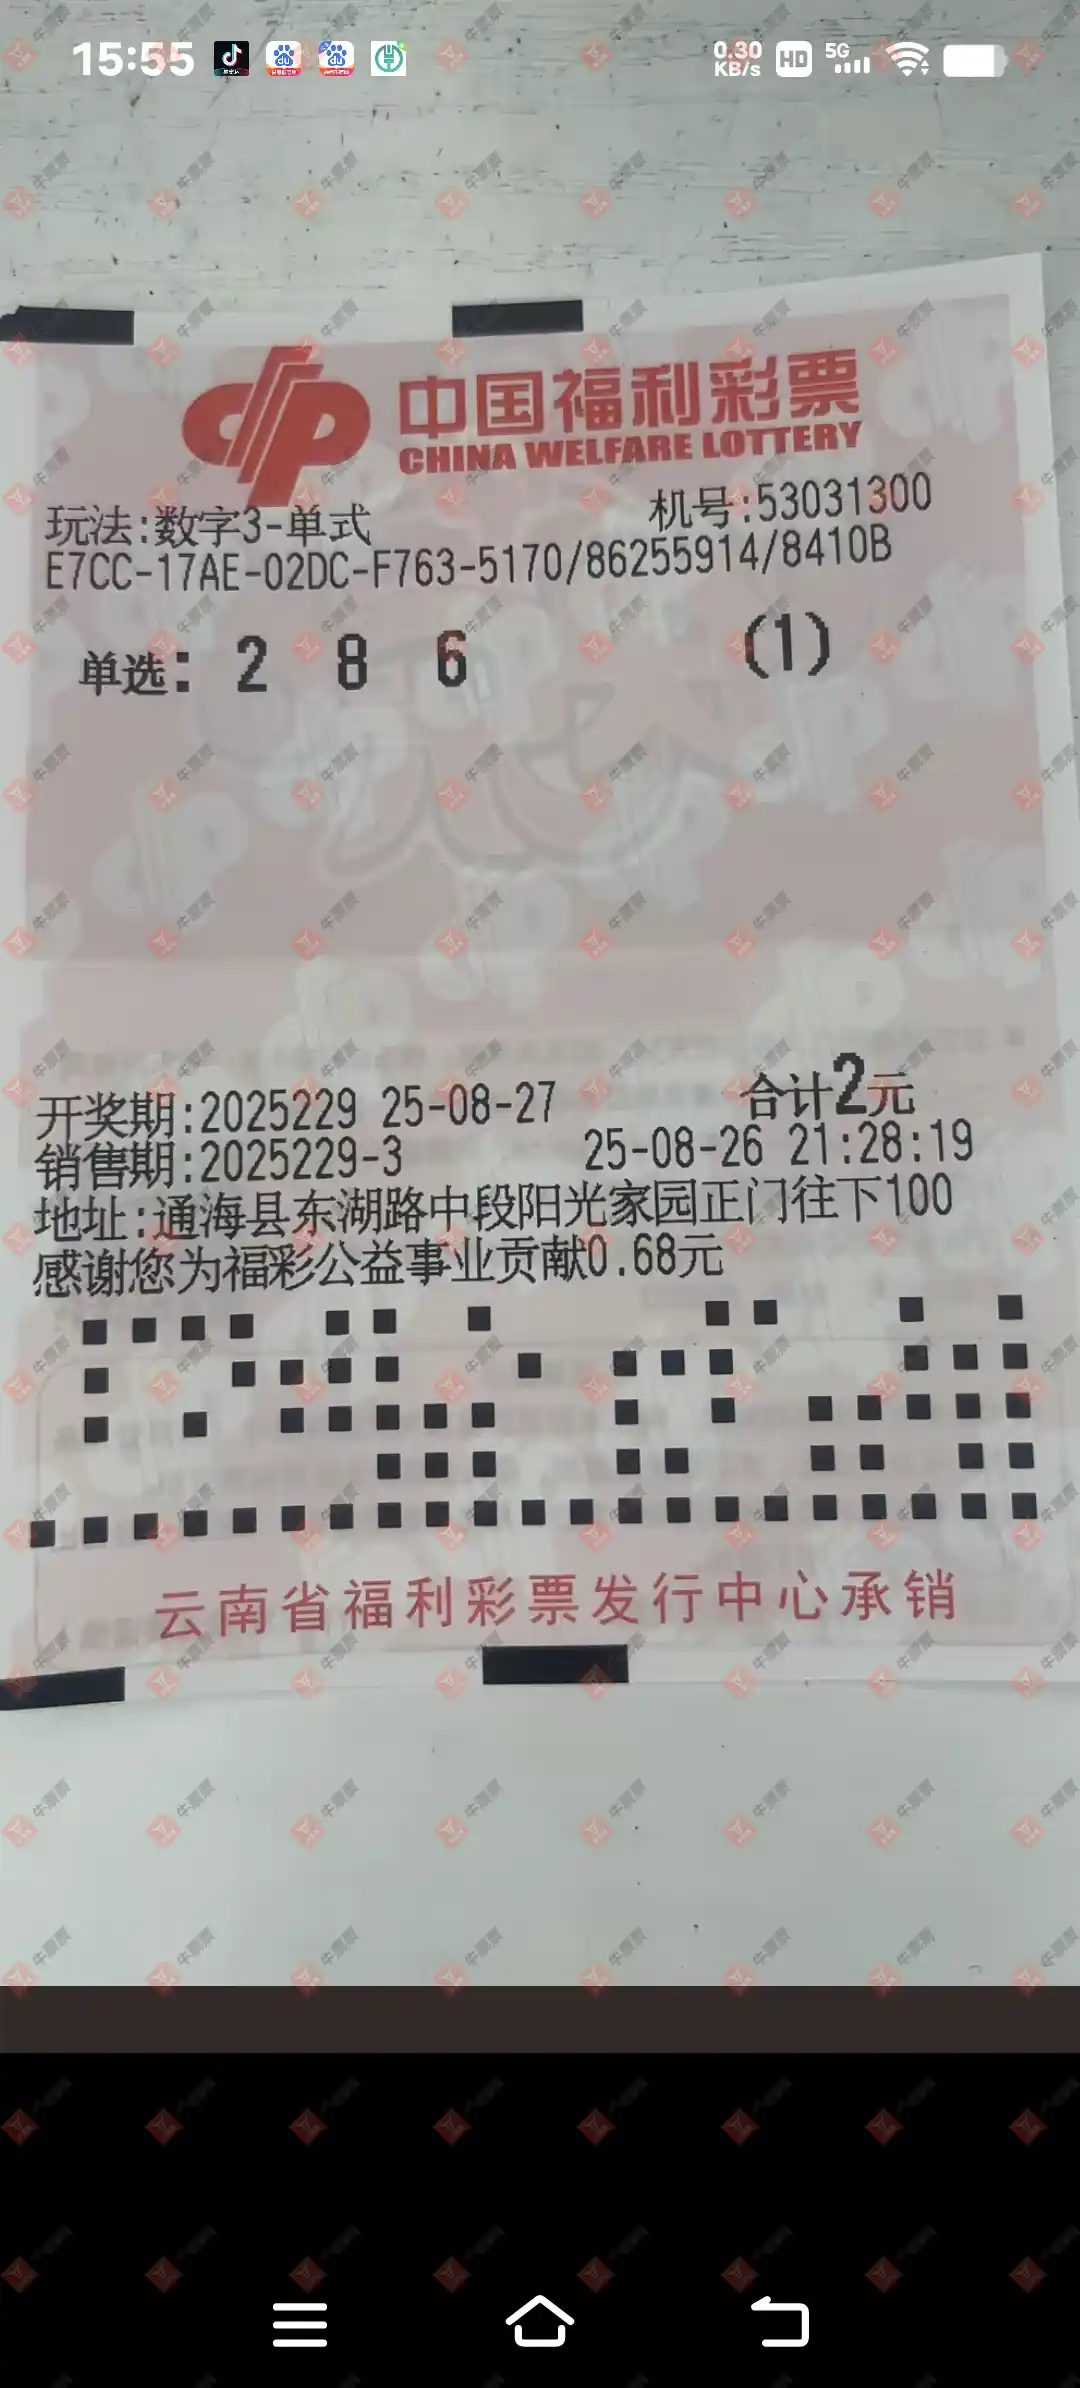 15:55
0.30 KB/s HD 5G
中国福利彩票
CHINA WELFARE LOTTERY
玩法:数字3-单式 机号:53031300
E7CC-17AE-02DC-F763-5170/86255914/8410B
单选: 2 8 6 (1)
开奖期:2025229 25-08-27 合计2元
销售期:2025229-3 25-08-26 21:28:19
地址:通海县东湖路中段阳光家园正门往下100
感谢您为福彩公益事业贡献0.68元
云南省福利彩票发行中心承销
牛票票